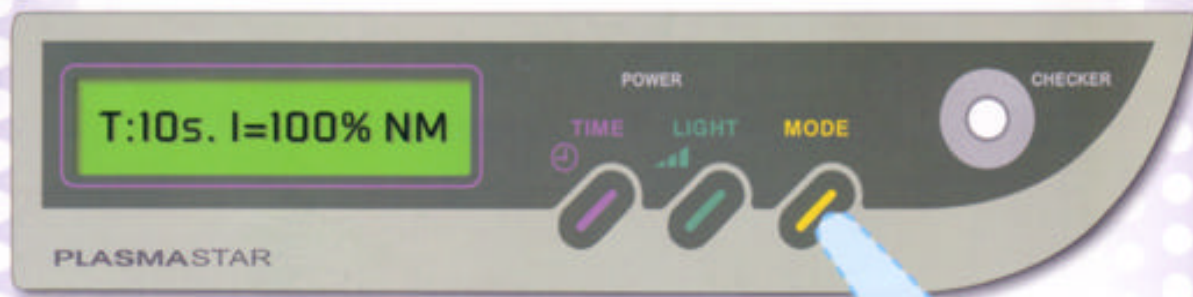 POWER
CHECKER
T:10s. I=100% NM
TIME LIGHT MODE
PLASMASTAR